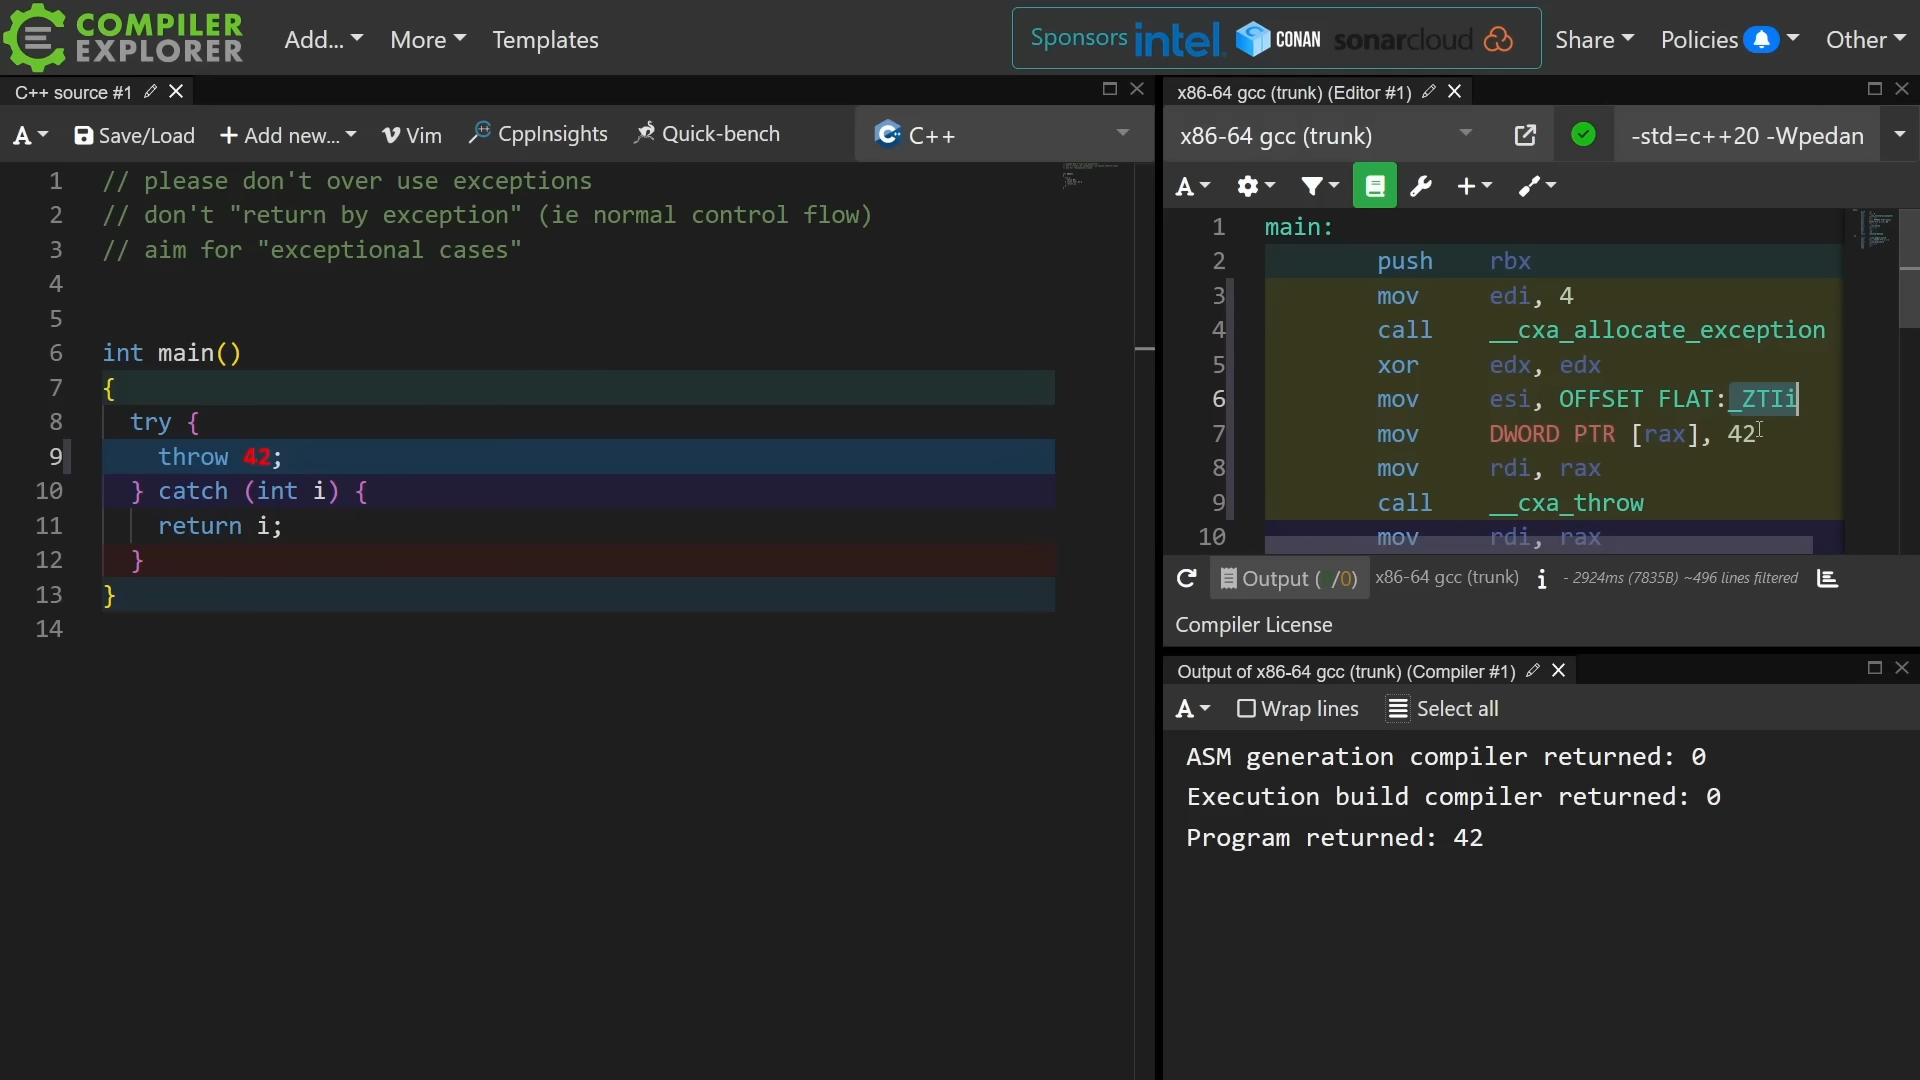 COMPILER
EXPLORER
Add...
More
Templates
Sponsors intel. CONAN sonarcloud
Share
Policies
Other
C++ source #1
A
Save/Load
Add new...
Vim
CppInsights
Quick-bench
C++
1 // please don't over use exceptions
2 // don't "return by exception" (ie normal control flow)
3 // aim for "exceptional cases"
4
5
6 int main()
7 {
8 try {
9 throw 42;
10 } catch (int i) {
11 return i;
12 }
13 }
14
x86-64 gcc (trunk) (Editor #1)
x86-64 gcc (trunk)
-std=c++20 -Wpedan
A
1 main:
2 push rbx
3 mov edi, 4
4 call __cxa_allocate_exception
5 xor edx, edx
6 mov esi, OFFSET FLAT:_ZTIi
7 mov DWORD PTR [rax], 42
8 mov rdi, rax
9 call __cxa_throw
10 mov rdi, rax
Output (0/0) x86-64 gcc (trunk) i - 2924ms (7835B) ~496 lines filtered
Compiler License
Output of x86-64 gcc (trunk) (Compiler #1)
A
Wrap lines
Select all
ASM generation compiler returned: 0
Execution build compiler returned: 0
Program returned: 42